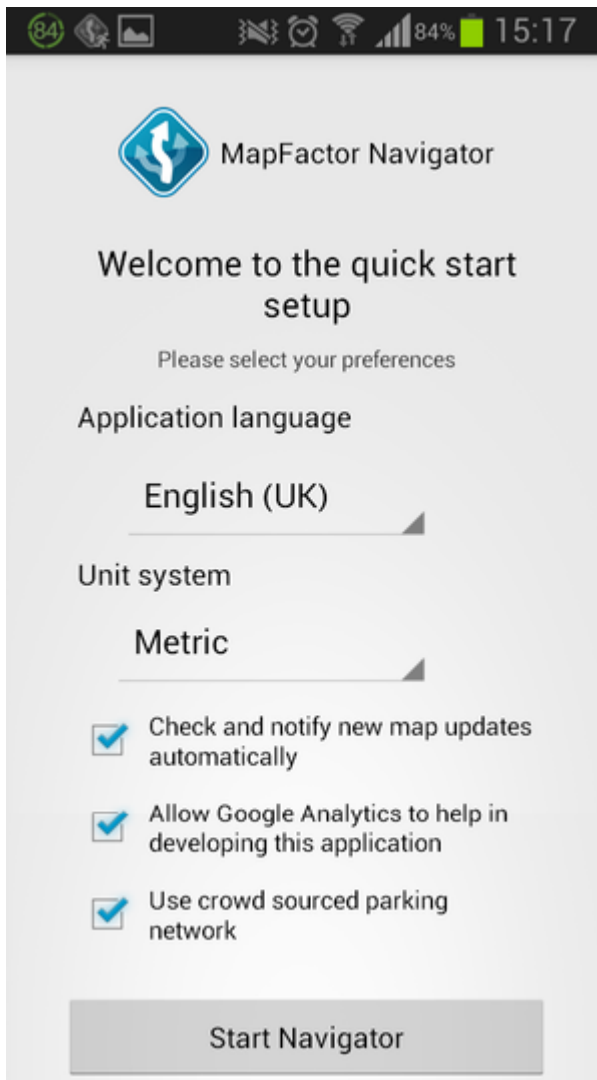 84 84% 15:17
MapFactor Navigator
Welcome to the quick start
setup
Please select your preferences
Application language
English (UK)
Unit system
Metric
Check and notify new map updates
automatically
Allow Google Analytics to help in
developing this application
Use crowd sourced parking
network
Start Navigator